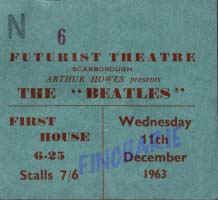 N 6
FUTURIST THEATRE
SCARBOROUGH
ARTHUR HOWES presents
THE "BEATLES"
FIRST
HOUSE
6-25
Stalls 7/6
Wednesday
11th
December
1963
FINCHALE